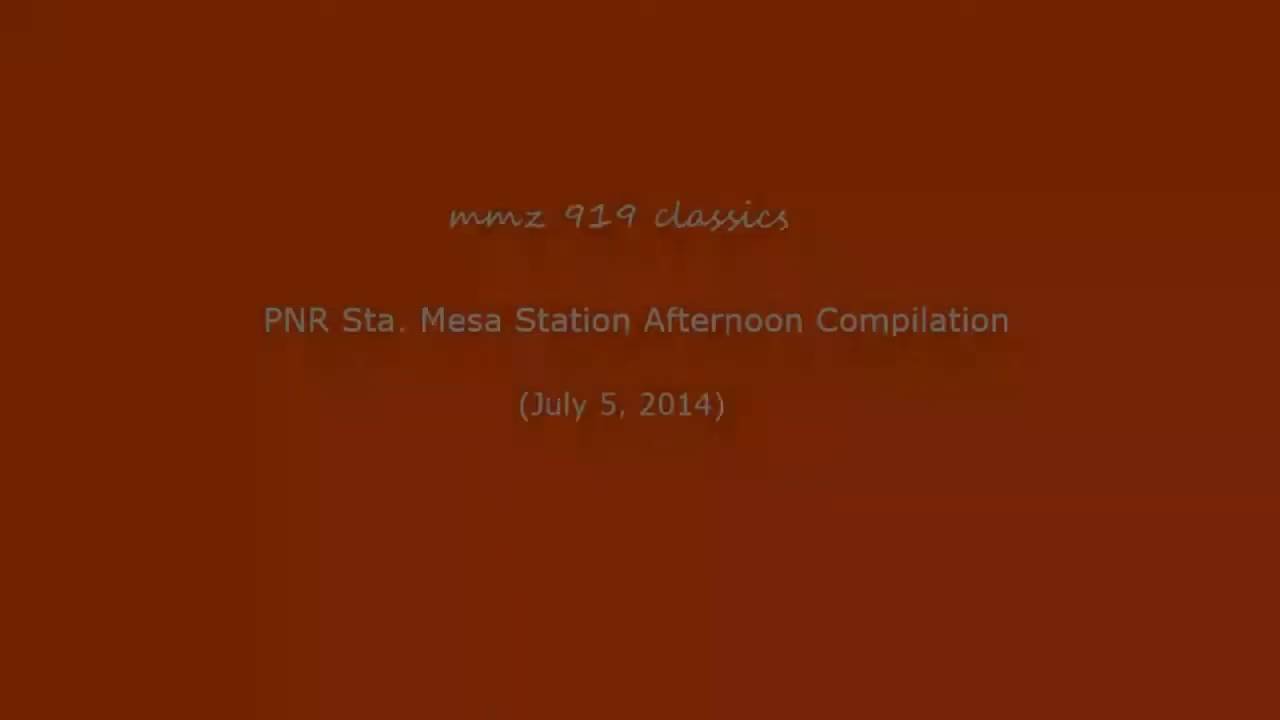 mmz 919 classics
PNR Sta. Mesa Station Afternoon Compilation
(July 5, 2014)